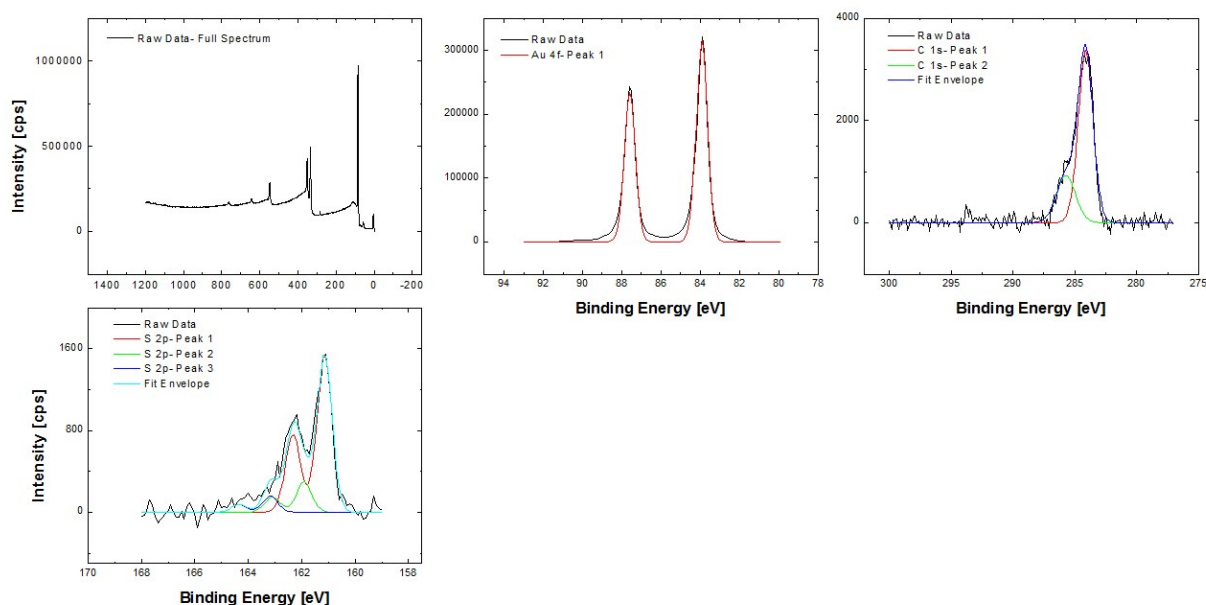 Raw Data- Full Spectrum
Intensity [cps]
1000000
500000
0
1400 1200 1000 800 600 400 200 0 -200
Raw Data
Au 4f- Peak 1
300000
200000
100000
0
94 92 90 88 86 84 82 80 78
Binding Energy [eV]
Raw Data
C 1s- Peak 1
C 1s- Peak 2
Fit Envelope
4000
2000
0
300 295 290 285 280 275
Binding Energy [eV]
Raw Data
S 2p- Peak 1
S 2p- Peak 2
S 2p- Peak 3
Fit Envelope
Intensity [cps]
1600
800
0
170 168 166 164 162 160 158
Binding Energy [eV]